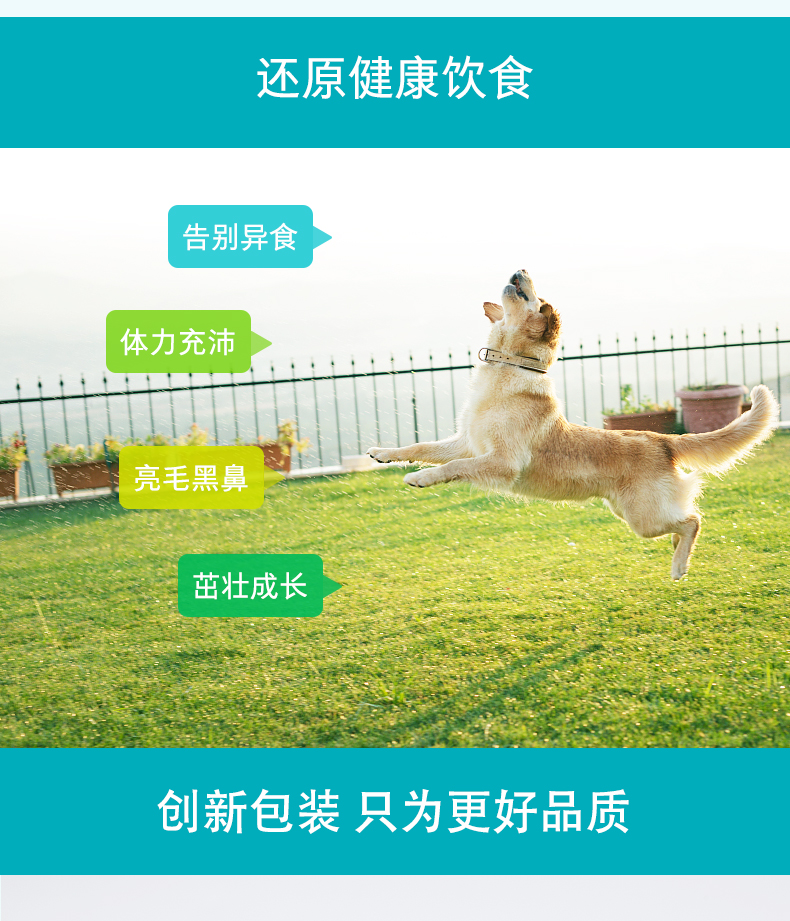 还原健康饮食
告别异食
体力充沛
亮毛黑鼻
茁壮成长
创新包装 只为更好品质